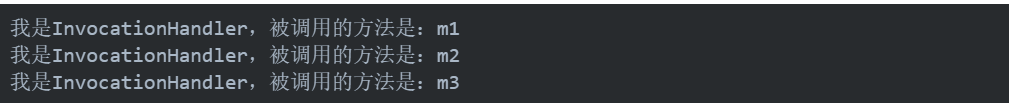 我是InvocationHandler，被调用的方法是：m1
我是InvocationHandler，被调用的方法是：m2
我是InvocationHandler，被调用的方法是：m3